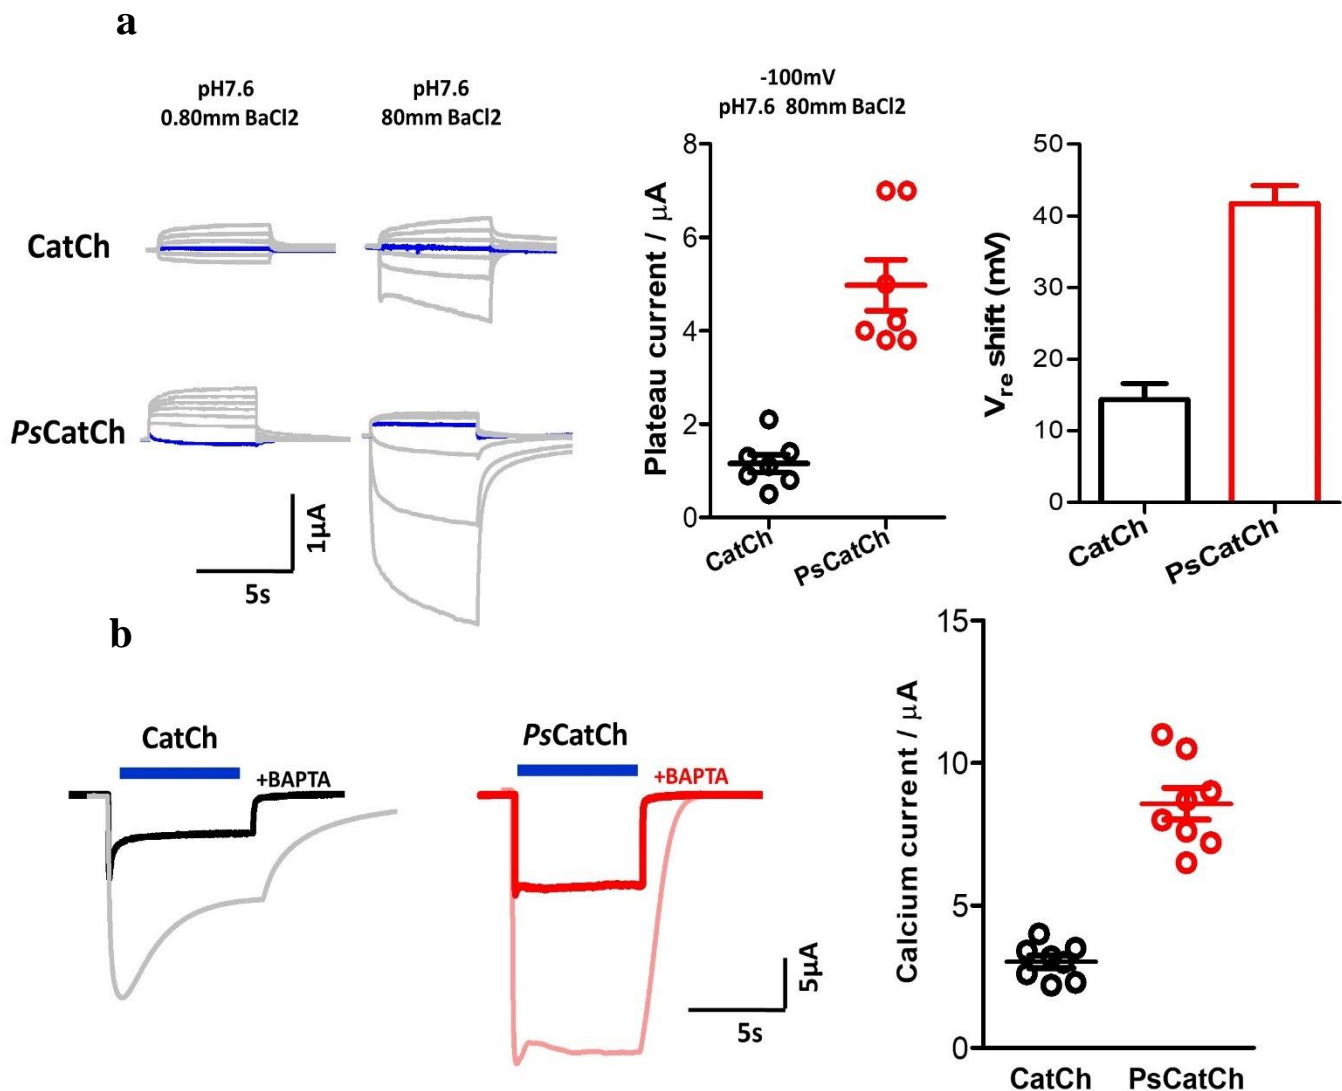 a
pH7.6
0.80mm BaCl2
pH7.6
80mm BaCl2
CatCh
PsCatCh
1μA
5s
-100mV
pH7.6 80mm BaCl2
Plateau current / μA
8
6
4
2
0
CatCh
PsCatCh
Vre shift (mV)
50
40
30
20
10
0
CatCh
PsCatCh
b
CatCh
+BAPTA
PsCatCh
+BAPTA
5μA
5s
Calcium current / μA
15
10
5
0
CatCh
PsCatCh